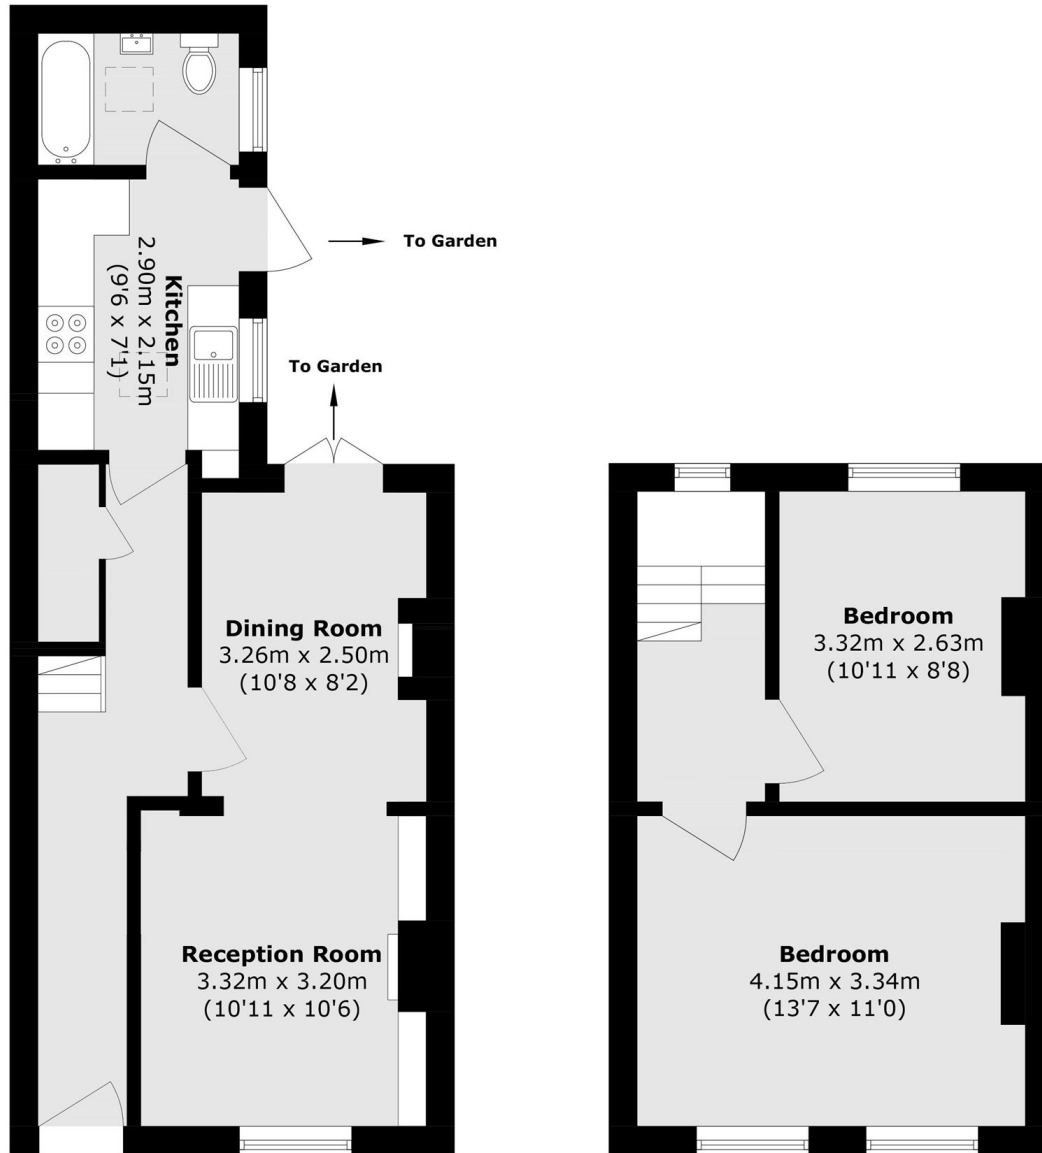 To Garden
Kitchen
2.90m x 2.15m
(9'6 x 7'1)
To Garden
Dining Room
3.26m x 2.50m
(10'8 x 8'2)
Bedroom
3.32m x 2.63m
(10'11 x 8'8)
Reception Room
3.32m x 3.20m
(10'11 x 10'6)
Bedroom
4.15m x 3.34m
(13'7 x 11'0)